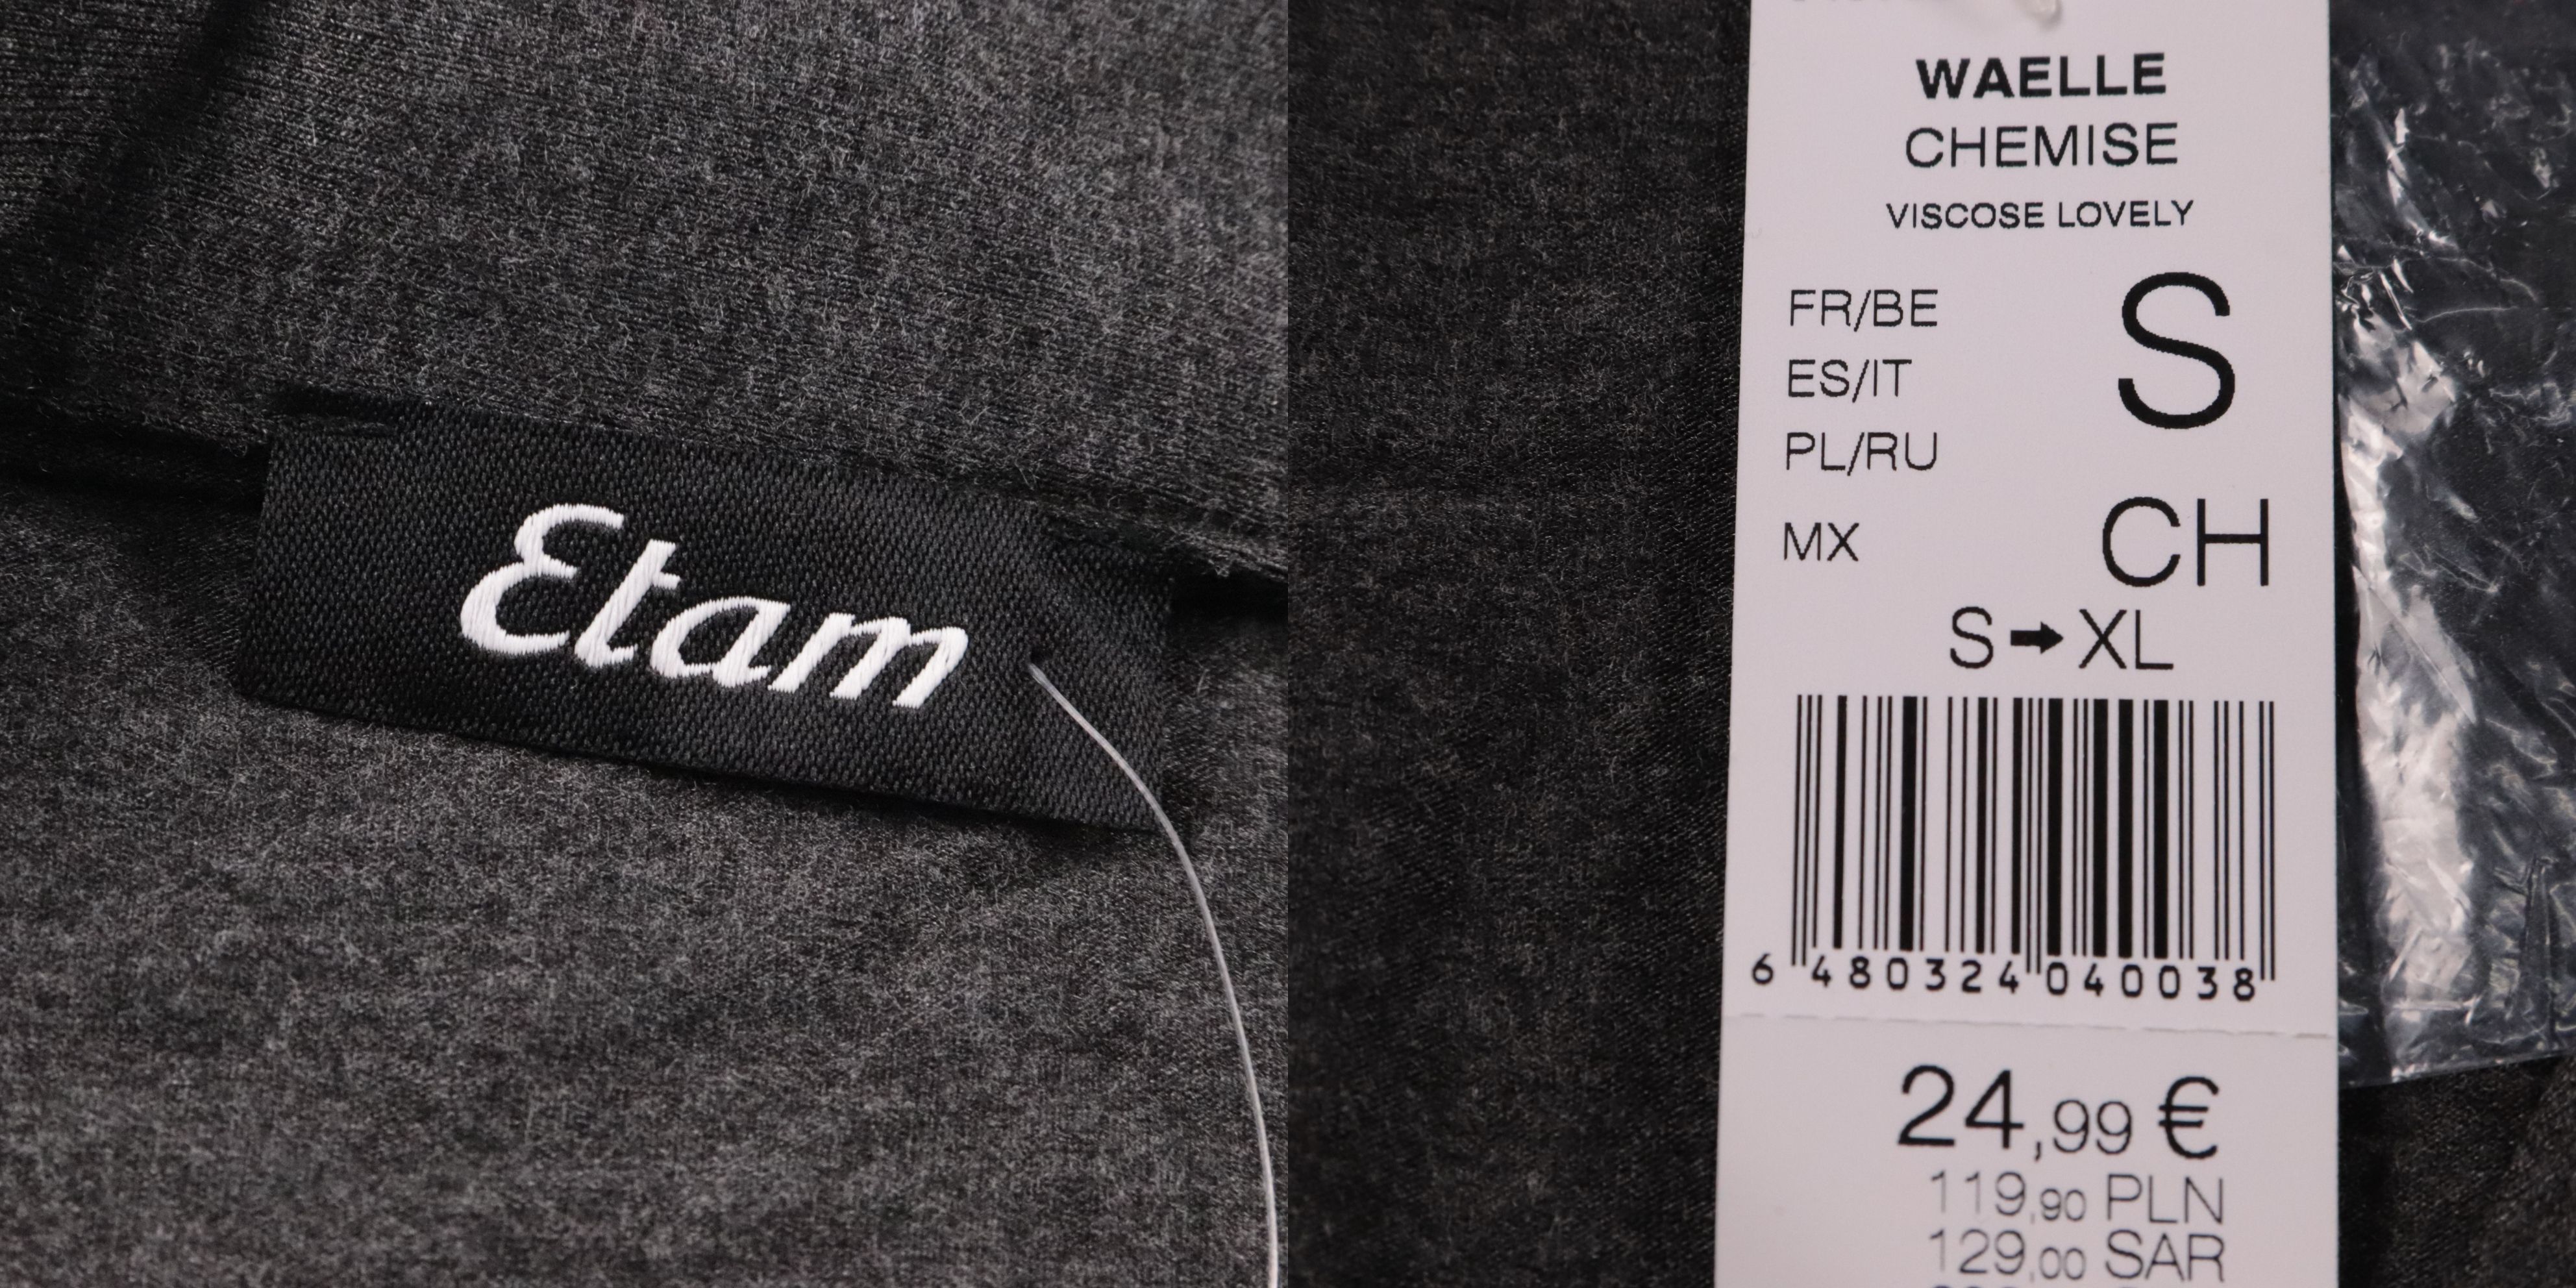 Etam
WAELLE
CHEMISE
VISCOSE LOVELY
FR/BE
ES/IT
PL/RU
S
MX
CH
S➡XL
6 480324 040038
24,99 €
119,90 PLN
129,00 SAR